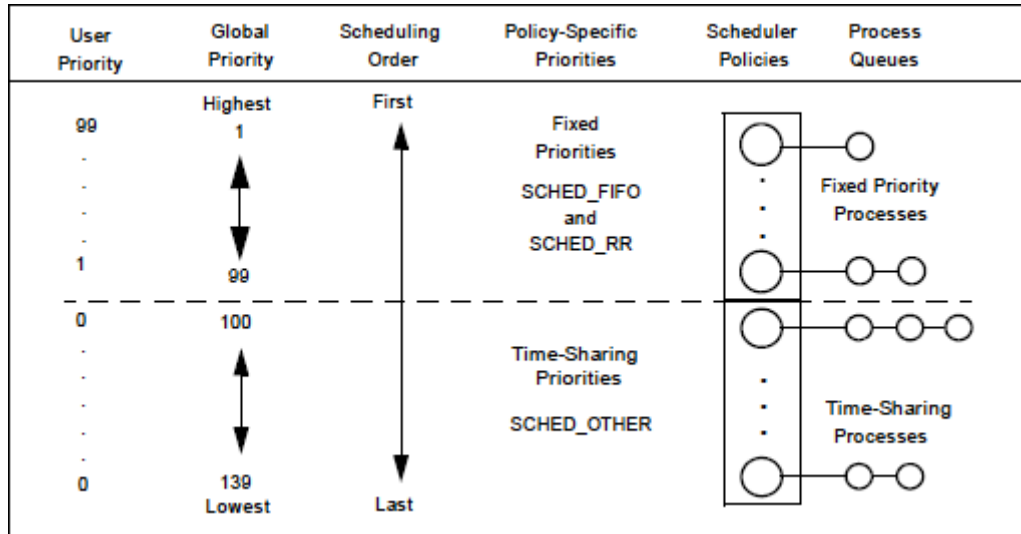 User Priority
Global Priority
Scheduling Order
Policy-Specific Priorities
Scheduler Policies
Process Queues
Highest
First
99
1
Fixed
Priorities
SCHED_FIFO
and
SCHED_RR
Fixed Priority
Processes
1
99
0
100
Time-Sharing
Priorities
SCHED_OTHER
Time-Sharing
Processes
0
139
Lowest
Last